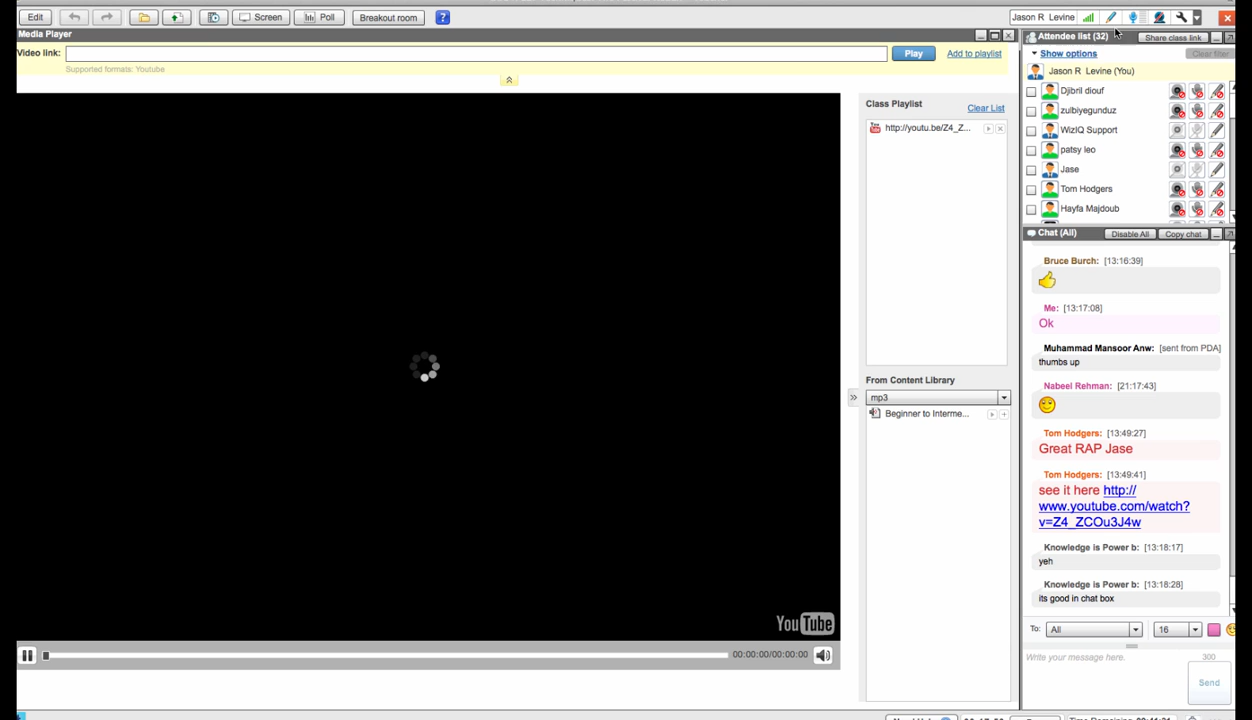 Edit
Screen
Poll
Breakout room
?
Jason R Levine
Media Player
Video link:
Play
Add to playlist
Supported formats: Youtube
Class Playlist
Clear List
http://youtu.be/Z4_Z...
From Content Library
mp3
Beginner to Interme...
YouTube
00:00:00/00:00:00
Attendee list (32)
Share class link
Show options
Clear filter
Jason R Levine (You)
Djibril diouf
zulbiyegunduz
WizIQ Support
patsy leo
Jase
Tom Hodgers
Hayfa Majdoub
Chat (All)
Disable All
Copy chat
Bruce Burch: [13:16:39]
Me: [13:17:08]
Ok
Muhammad Mansoor Anw: [sent from PDA]
thumbs up
Nabeel Rehman: [21:17:43]
Tom Hodgers: [13:49:27]
Great RAP Jase
Tom Hodgers: [13:49:41]
see it here http://
www.youtube.com/watch?
v=Z4_ZCOu3J4w
Knowledge is Power b: [13:18:17]
yeh
Knowledge is Power b: [13:18:28]
its good in chat box
To: All 16
Write your message here. 300
Send